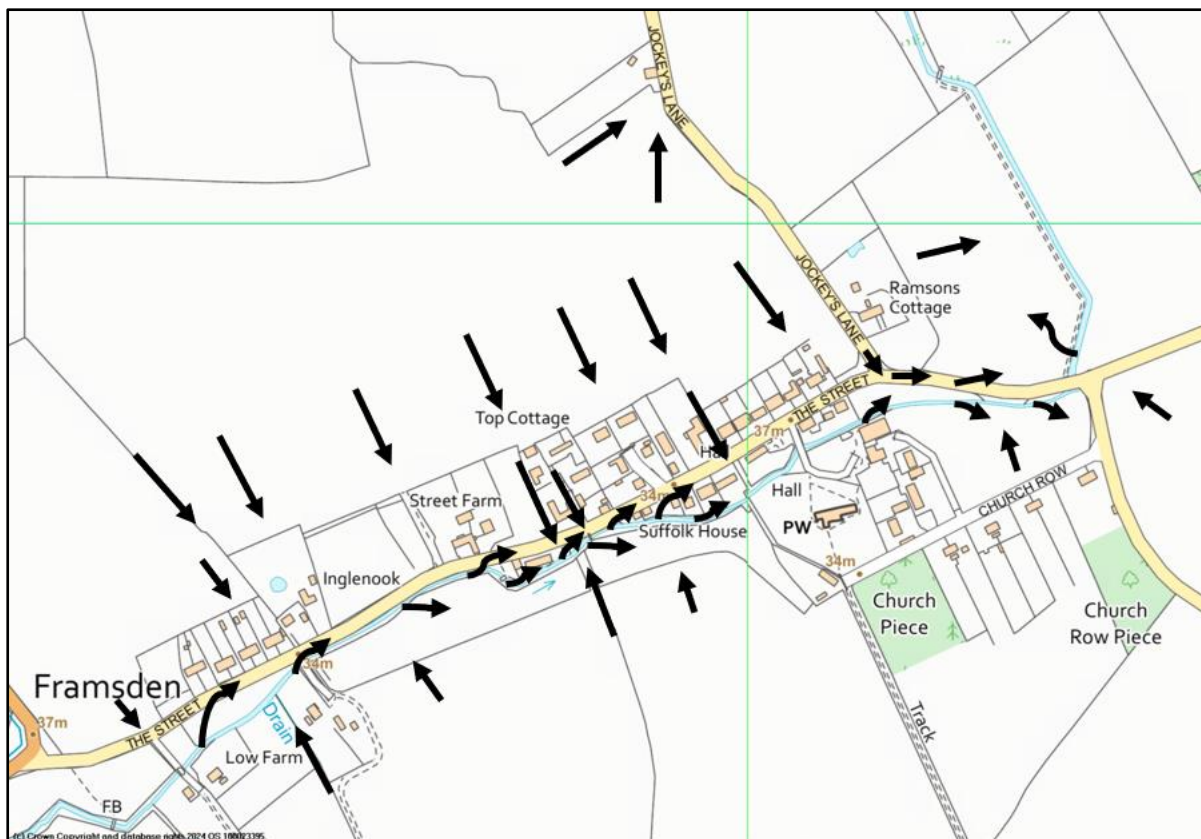 JOCKEY'S LANE
JOCKEY'S LANE
Ramsons
Cottage
Top Cottage
THE STREET
37m
Street Farm
34m
Hall
Suffolk House
CHURCH ROW
PW
34m
Inglenook
Church
Piece
Church
Row Piece
34m
Framsden
37m
THE STREET
Drain
Low Farm
Track
FB
(c) Crown Copyright and database rights 2024 OS 100023395